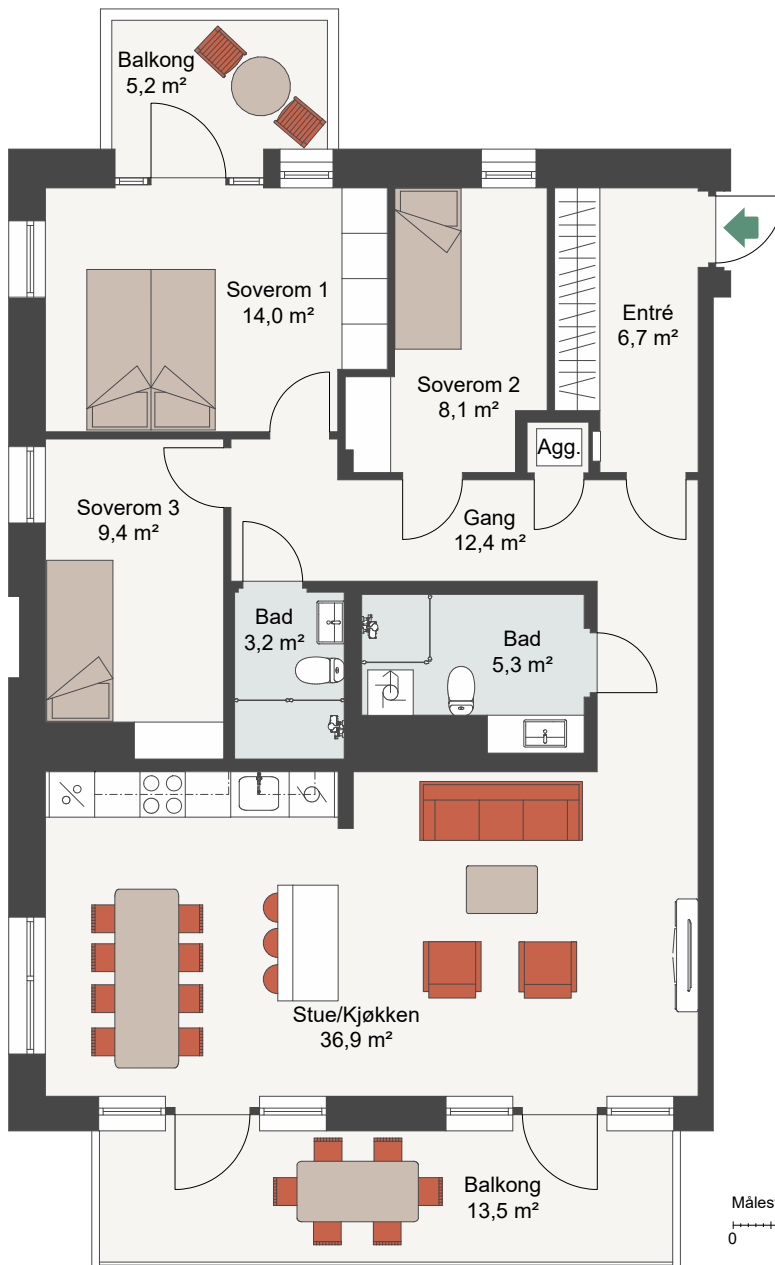 Balkong
5,2 m²
Soverom 1
14,0 m²
Soverom 2
8,1 m²
Entré
6,7 m²
Agg.
Soverom 3
9,4 m²
Gang
12,4 m²
Bad
3,2 m²
Bad
5,3 m²
Stue/Kjøkken
36,9 m²
Balkong
13,5 m²
Målest
0